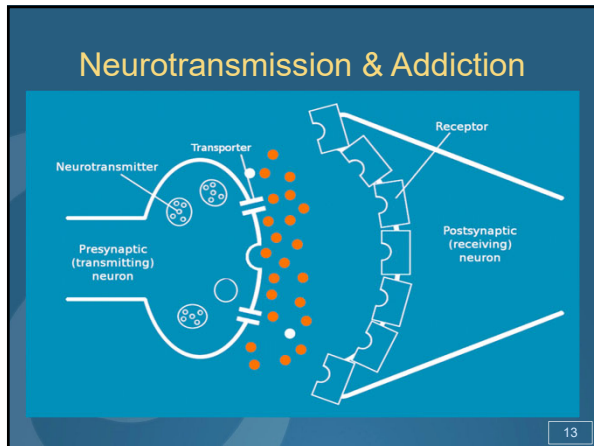 Neurotransmission & Addiction
Receptor
Transporter
Neurotransmitter
Presynaptic
(transmitting)
neuron
Postsynaptic
(receiving)
neuron
13